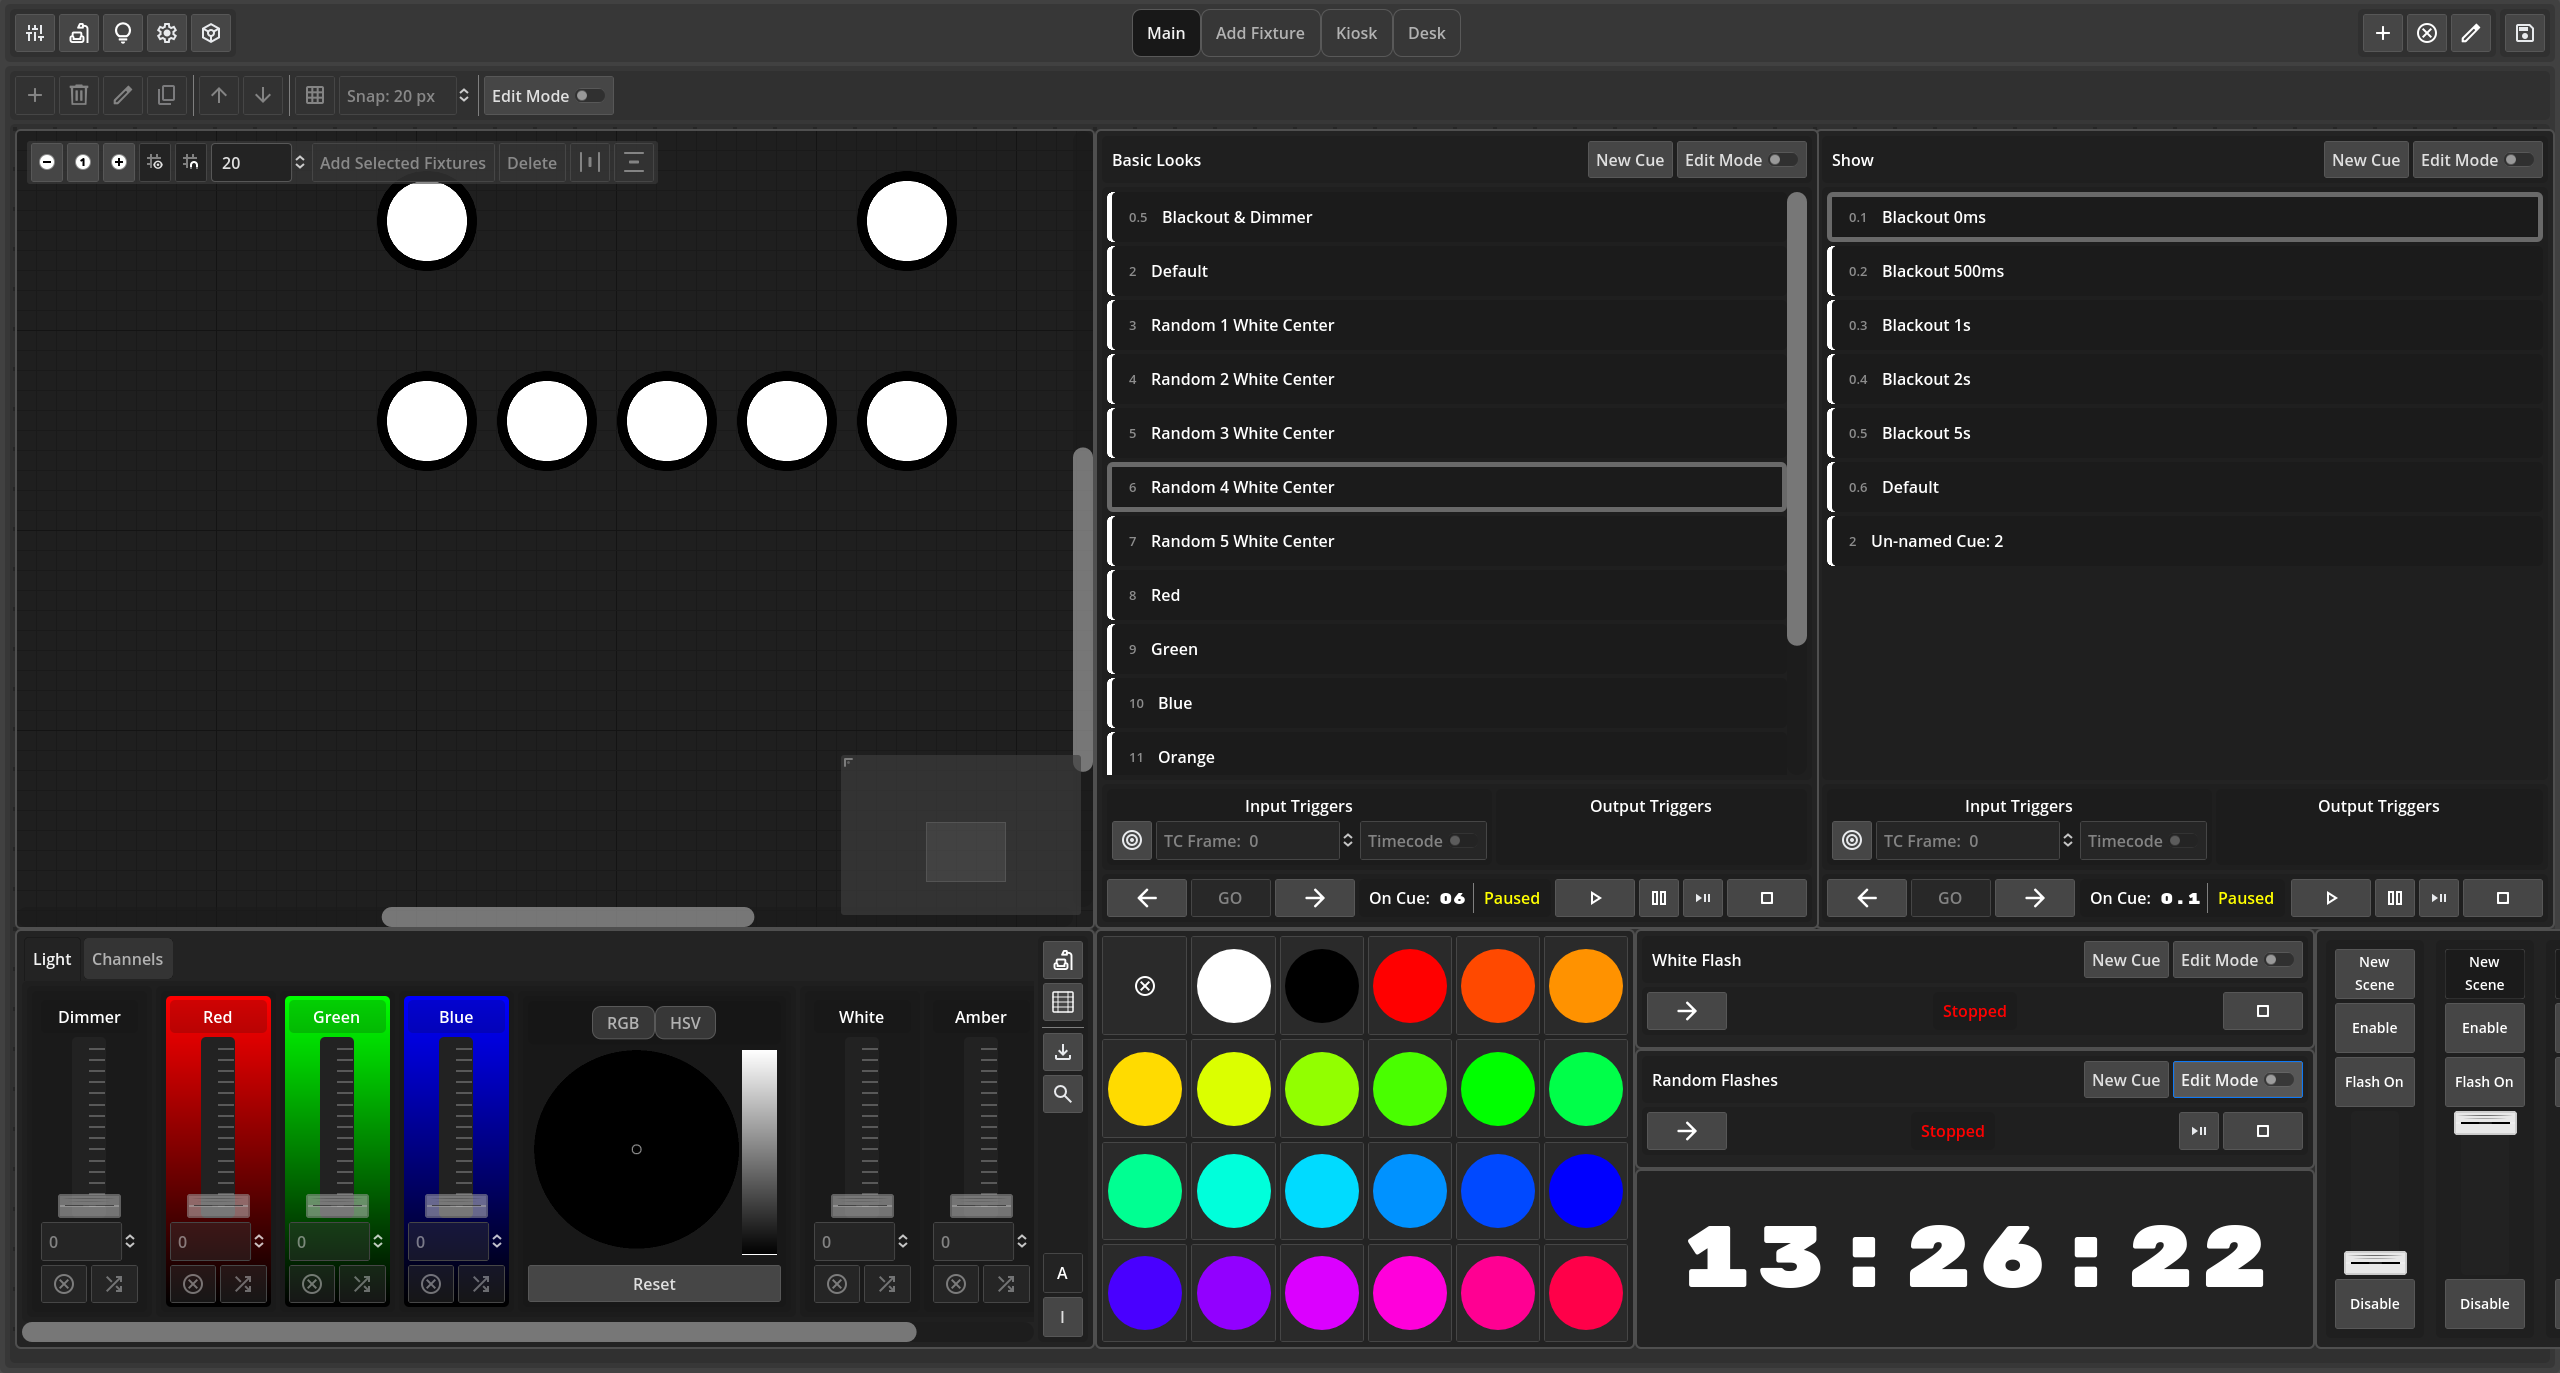 Main Add Fixture Kiosk Desk
Snap: 20 px Edit Mode
1 20 Add Selected Fixtures Delete
Basic Looks New Cue Edit Mode
0.5 Blackout & Dimmer
2 Default
3 Random 1 White Center
4 Random 2 White Center
5 Random 3 White Center
6 Random 4 White Center
7 Random 5 White Center
8 Red
9 Green
10 Blue
11 Orange
Input Triggers Output Triggers
TC Frame: 0 Timecode
GO On Cue: 06 Paused
Show New Cue Edit Mode
0.1 Blackout 0ms
0.2 Blackout 500ms
0.3 Blackout 1s
0.4 Blackout 2s
0.5 Blackout 5s
0.6 Default
2 Un-named Cue: 2
Input Triggers Output Triggers
TC Frame: 0 Timecode
GO On Cue: 0.1 Paused
Light Channels
Dimmer Red Green Blue RGB HSV White Amber
0 0 0 0 0 0
Reset
A
I
White Flash New Cue Edit Mode
Stopped
Random Flashes New Cue Edit Mode
Stopped
13:26:22
New Scene New Scene
Enable Enable
Flash On Flash On
Disable Disable